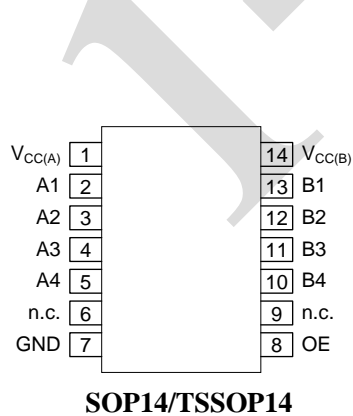 VCC(A) 1 14 VCC(B)
A1 2 13 B1
A2 3 12 B2
A3 4 11 B3
A4 5 10 B4
n.c. 6 9 n.c.
GND 7 8 OE
SOP14/TSSOP14